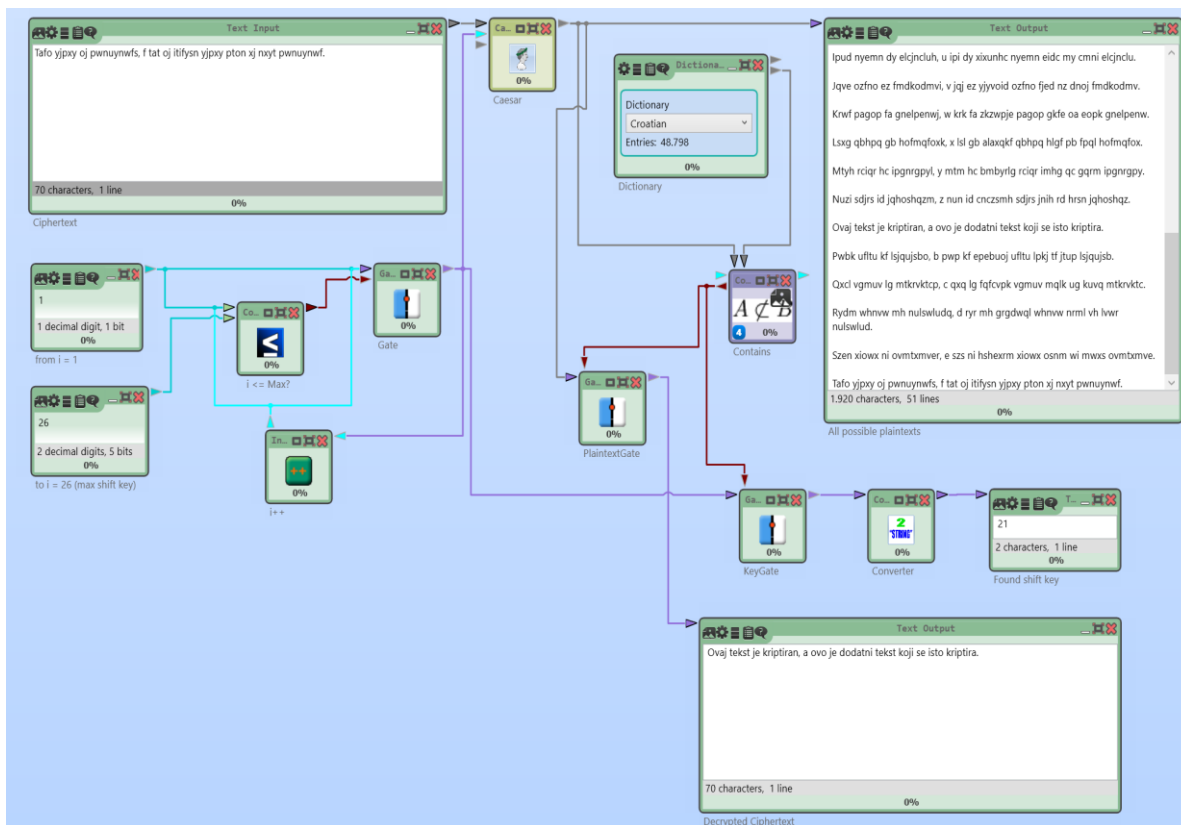 Text Input
Tafo yjpxy oj pwnuynwfs, f tat oj itifysn yjpxy pton xj nxyt pwnuynwf.
70 characters, 1 line
0%
Ciphertext
Ca...
0%
Caesar
Dictiona...
Dictionary
Croatian
Entries: 48.798
0%
Dictionary
Text Output
Ipud nyemn dy elcjncluh, u ipi dy xixunhc nyemn eidc my cmni elcjnclu.
Jqve ozfno ez fmdkodmvi, v jqj ez yjyvoid ozfno fjed nz dnoj fmdkodmv.
Krwf pagop fa gnelpenwj, w krk fa zkzwpje pagop gkfe oa eopk gnelpenw.
Lsxg qbhpq gb hofmqfoxk, x lsl gb alaxqkf qbhpq hlgf pb fpql hofmqfox.
Mtyh rciqr hc ipgnrgpyl, y mtm hc bmbyrlg rciqr imhg qc gqrm ipgnrgpy.
Nuzi sdjrs id jqhoshqzm, z nun id cnczsmh sdjrs jnih rd hrsn jqhoshqz.
Ovaj tekst je kriptiran, a ovo je dodatni tekst koji se isto kriptira.
Pwbk ufltu kf lsjqujsbo, b pwp kf epebuoj ufltu lpkj tf jtup lsjqujsb.
Qxcl vgmuv lg mtkrvktcp, c qxq lg fqfcvpk vgmuv mqlk ug kuvq mtkrvktc.
Rydm whnvw mh nulswludq, d ryr mh grgdwql whnvw nrml vh lvwr
nulswlud.
Szen xiowx ni ovmtxmver, e szs ni hshexrm xiowx osnm wi mwxs ovmtxmve.
Tafo yjpxy oj pwnuynwfs, f tat oj itifysn yjpxy pton xj nxyt pwnuynwf.
1.920 characters, 51 lines
0%
All possible plaintexts
1
1 decimal digit, 1 bit
0%
from i = 1
Co...
0%
i <= Max?
Ga...
0%
Gate
Co...
A ⊄ B
4 0%
Contains
26
2 decimal digits, 5 bits
0%
to i = 26 (max shift key)
In...
++
0%
i++
Ga...
0%
PlaintextGate
Ga...
0%
KeyGate
Co...
2
"STRING"
0%
Converter
T...
21
2 characters, 1 line
0%
Found shift key
Text Output
Ovaj tekst je kriptiran, a ovo je dodatni tekst koji se isto kriptira.
70 characters, 1 line
0%
Decrypted Ciphertext